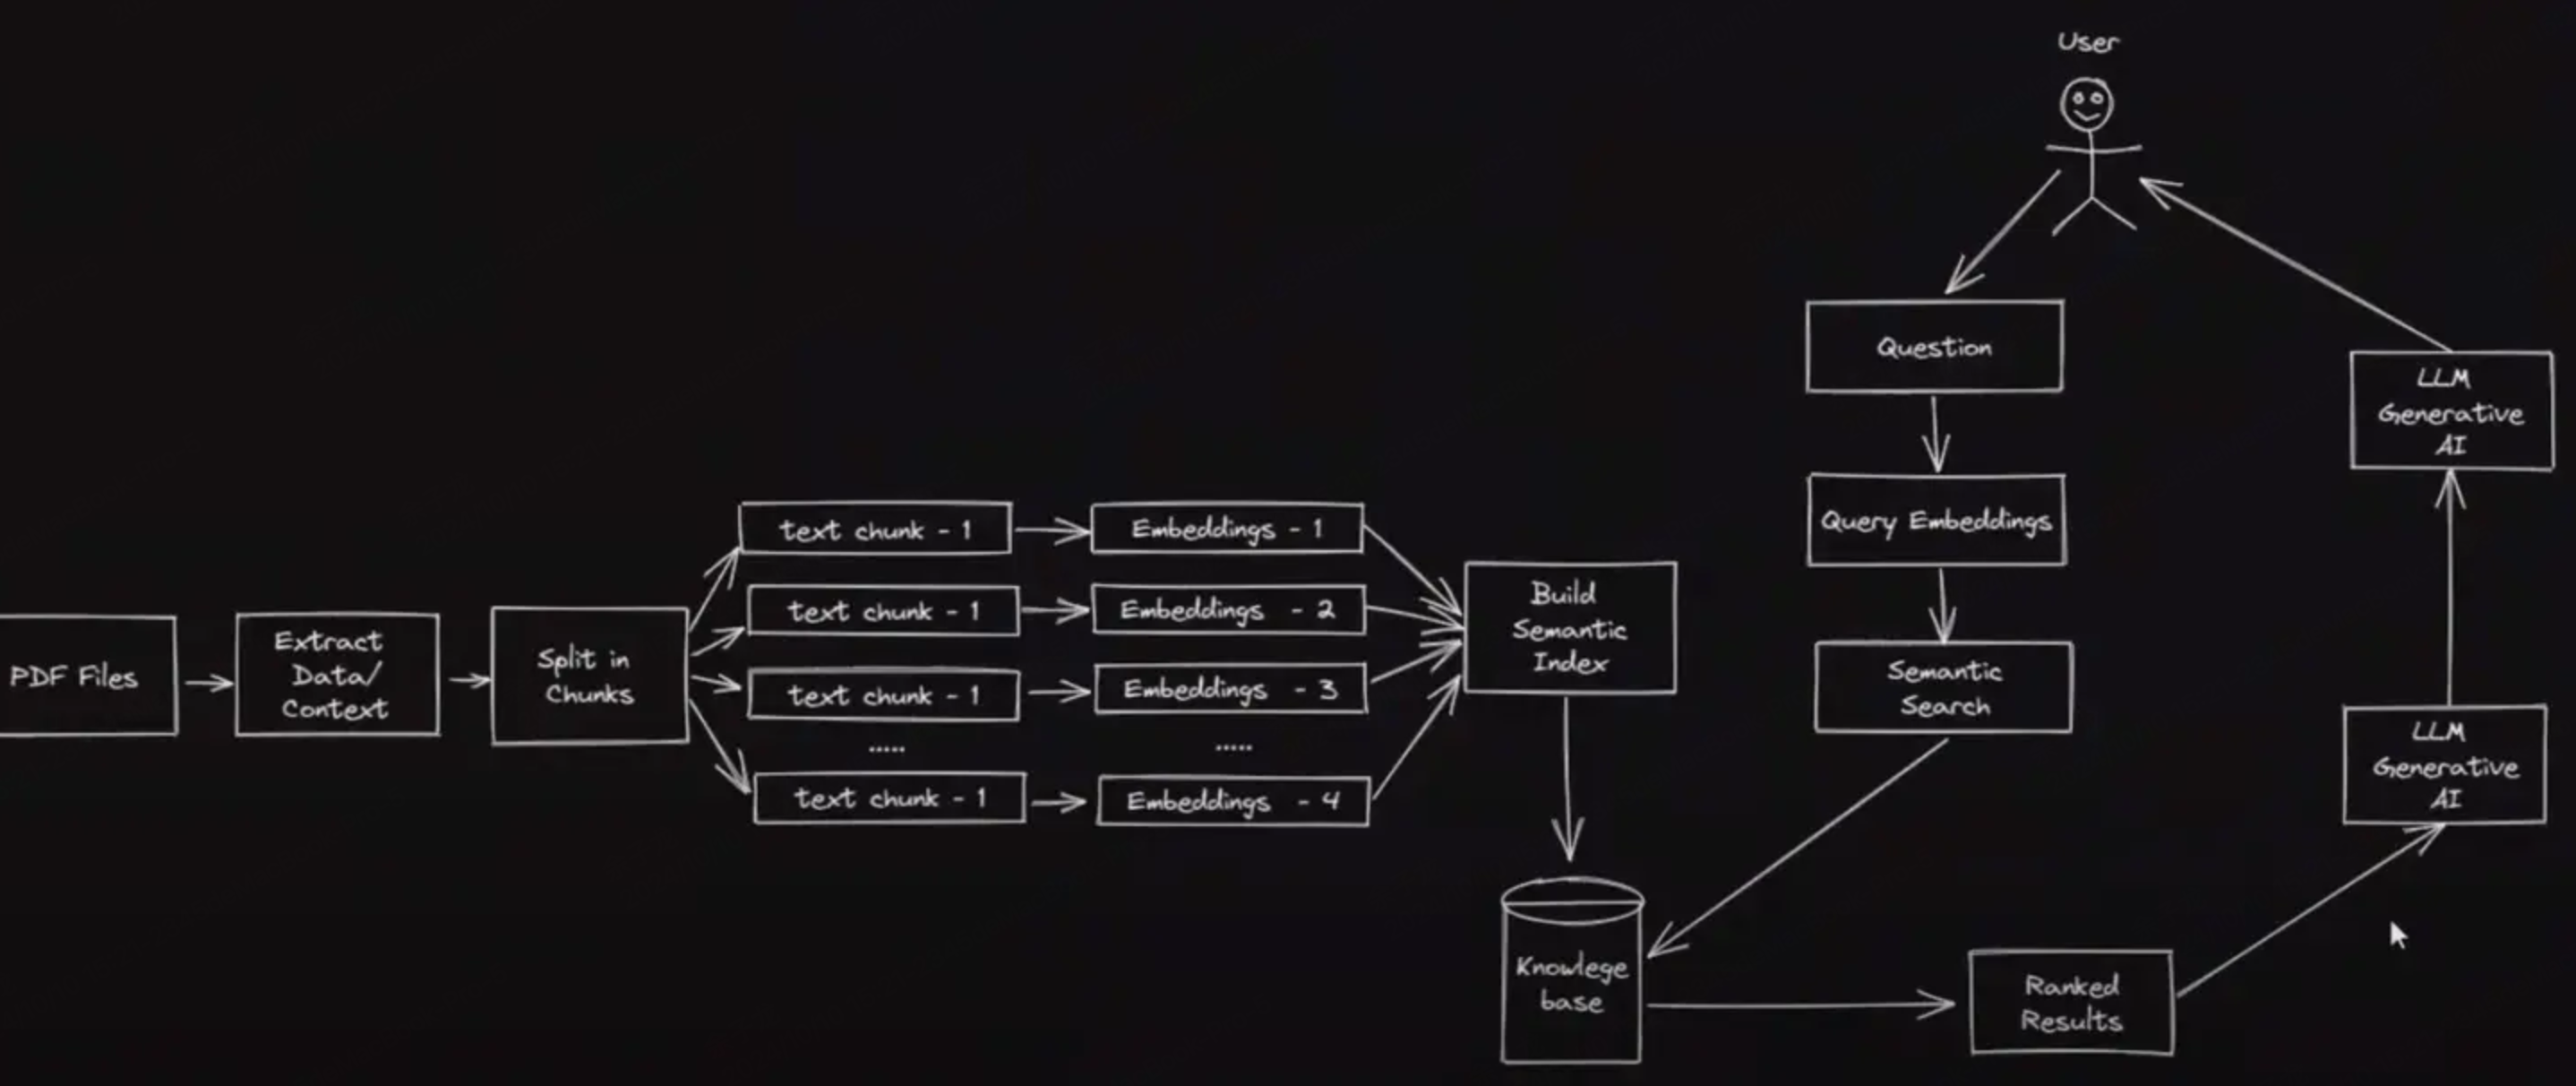 User
Question
Query Embeddings
Semantic
Search
LLM
Generative
AI
LLM
Generative
AI
PDF Files
Extract
Data/
Context
Split in
Chunks
text chunk - 1
Embeddings - 1
text chunk - 1
Embeddings - 2
text chunk - 1
Embeddings - 3
.....
.....
text chunk - 1
Embeddings - 4
Build
Semantic
Index
Knowlege
base
Ranked
Results